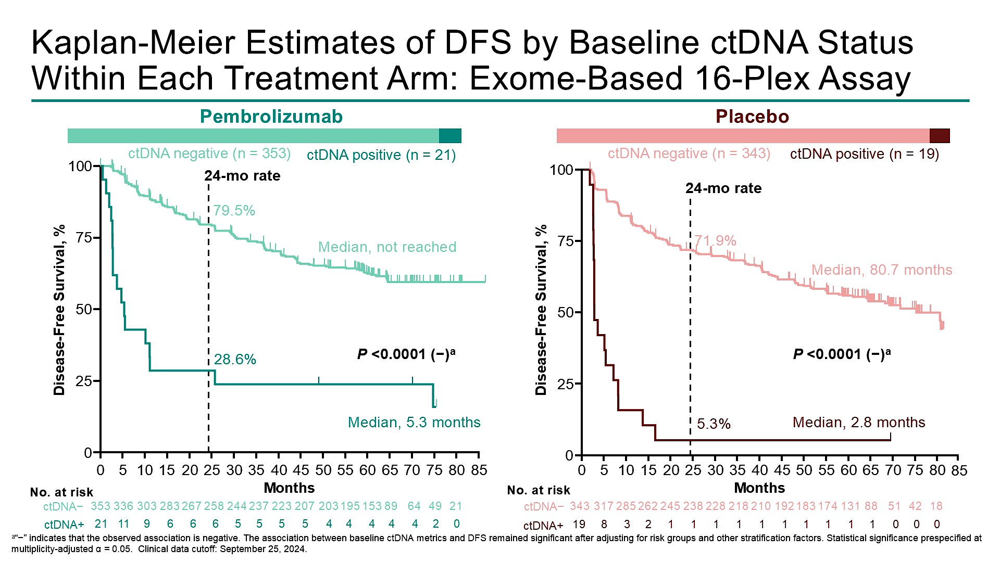 Kaplan-Meier Estimates of DFS by Baseline ctDNA Status
Within Each Treatment Arm: Exome-Based 16-Plex Assay
Pembrolizumab
ctDNA negative (n = 353) ctDNA positive (n = 21)
100
75
50
25
0
Disease-Free Survival, %
24-mo rate
79.5%
Median, not reached
P <0.0001 (−)ᵃ
28.6%
Median, 5.3 months
0 5 10 15 20 25 30 35 40 45 50 55 60 65 70 75 80 85
Months
No. at risk
ctDNA− 353 336 303 283 267 258 244 237 223 207 203 195 153 89 64 49 21
ctDNA+ 21 11 9 6 6 6 5 5 5 5 4 4 4 4 4 2 0
Placebo
ctDNA negative (n = 343) ctDNA positive (n = 19)
100
75
50
25
0
Disease-Free Survival, %
24-mo rate
71.9%
Median, 80.7 months
P <0.0001 (−)ᵃ
5.3%
Median, 2.8 months
0 5 10 15 20 25 30 35 40 45 50 55 60 65 70 75 80 85
Months
No. at risk
ctDNA− 343 317 285 262 245 238 228 218 210 192 183 174 131 88 51 42 18
ctDNA+ 19 8 3 2 1 1 1 1 1 1 1 1 1 1 0 0 0
ᵃ“−” indicates that the observed association is negative. The association between baseline ctDNA metrics and DFS remained significant after adjusting for risk groups and other stratification factors. Statistical significance prespecified at
multiplicity-adjusted α = 0.05. Clinical data cutoff: September 25, 2024.